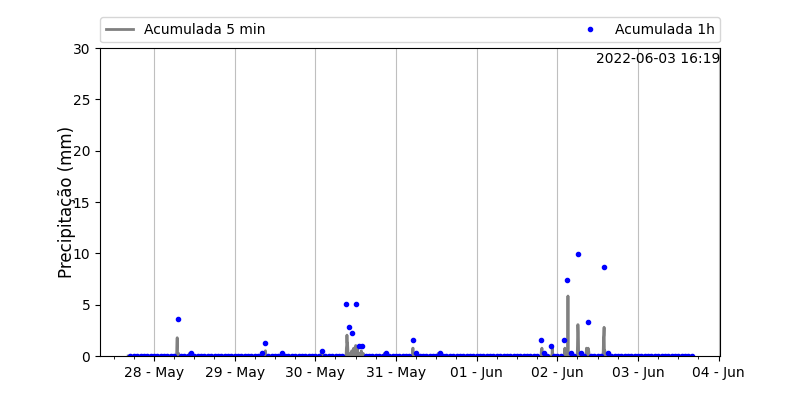 Acumulada 5 min
Acumulada 1h
2022-06-03 16:19
Precipitação (mm)
30
25
20
15
10
5
0
28 - May
29 - May
30 - May
31 - May
01 - Jun
02 - Jun
03 - Jun
04 - Jun